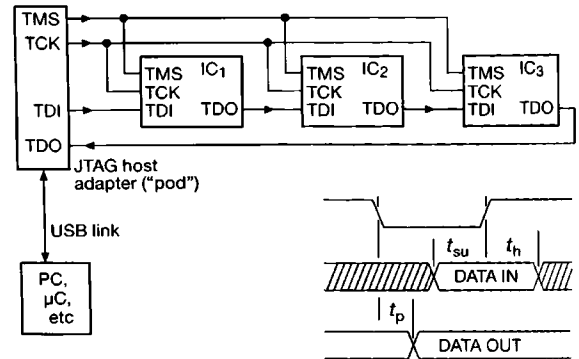 TMS
TCK
TDI
TDO
IC1
TMS
TCK
TDI TDO
IC2
TMS
TCK
TDI TDO
IC3
TMS
TCK
TDI TDO
JTAG host
adapter ("pod")
USB link
PC,
μC,
etc
tsu th
DATA IN
tp
DATA OUT